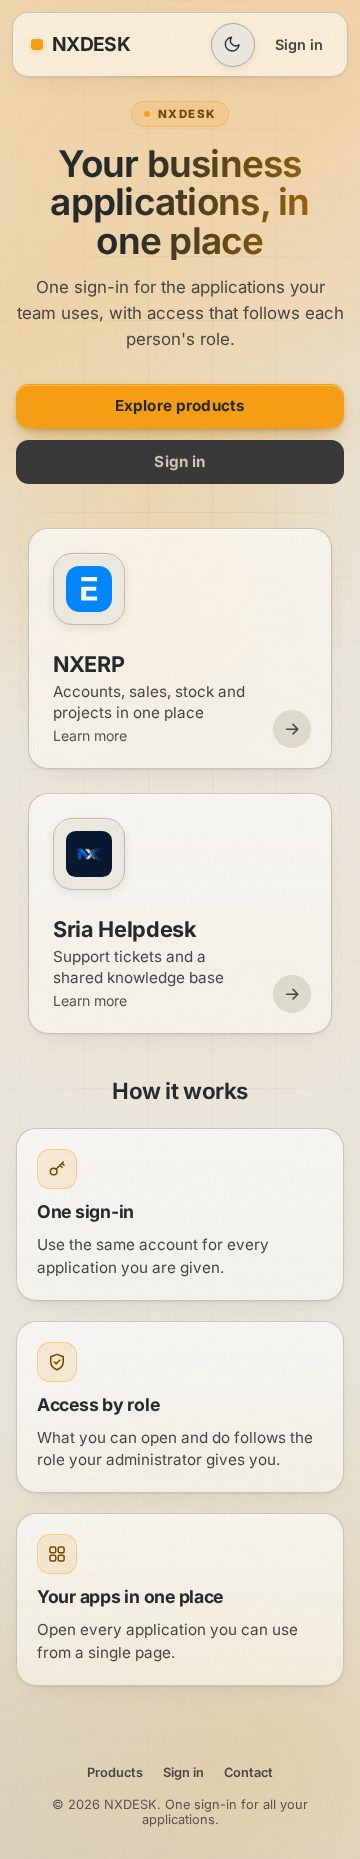 NXDESK
Sign in
NXDESK
Your business
applications, in
one place
One sign-in for the applications your
team uses, with access that follows each
person's role.
Explore products
Sign in
NXERP
Accounts, sales, stock and
projects in one place
Learn more
NX
Sria Helpdesk
Support tickets and a
shared knowledge base
Learn more
How it works
One sign-in
Use the same account for every
application you are given.
Access by role
What you can open and do follows the
role your administrator gives you.
Your apps in one place
Open every application you can use
from a single page.
Products Sign in Contact
© 2026 NXDESK. One sign-in for all your
applications.